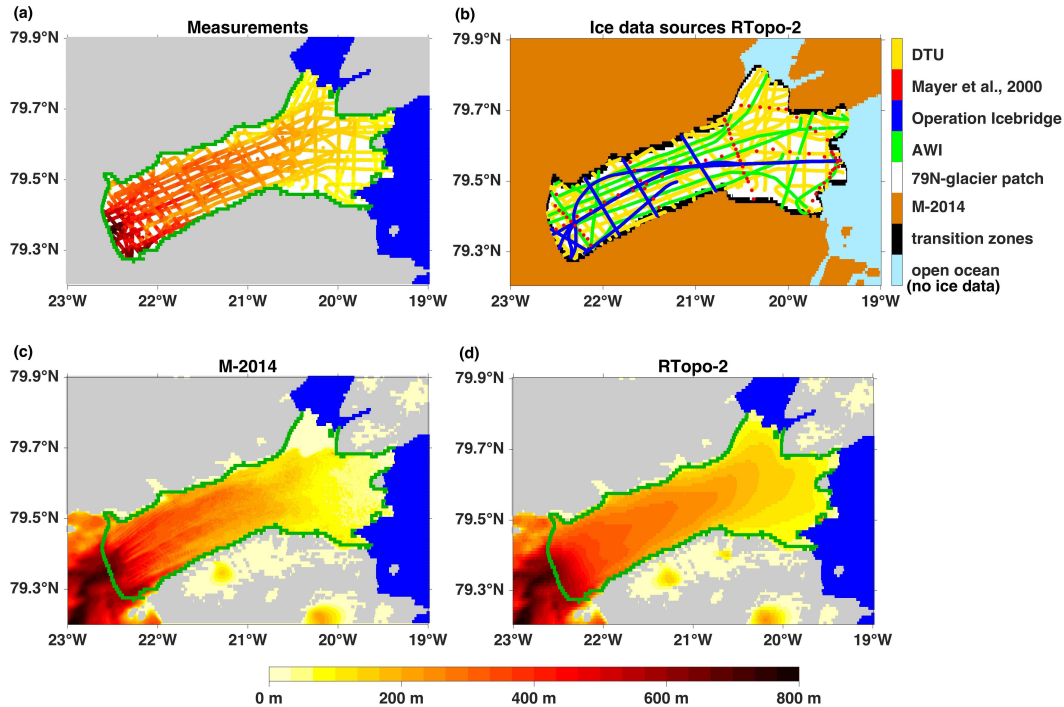 (a)
Measurements
79.9°N
79.7°N
79.5°N
79.3°N
23°W 22°W 21°W 20°W 19°W
(b)
Ice data sources RTopo-2
79.9°N
79.7°N
79.5°N
79.3°N
23°W 22°W 21°W 20°W 19°W
DTU
Mayer et al., 2000
Operation Icebridge
AWI
79N-glacier patch
M-2014
transition zones
open ocean
(no ice data)
(c)
M-2014
79.9°N
79.7°N
79.5°N
79.3°N
23°W 22°W 21°W 20°W 19°W
(d)
RTopo-2
79.9°N
79.7°N
79.5°N
79.3°N
23°W 22°W 21°W 20°W 19°W
0 m 200 m 400 m 600 m 800 m